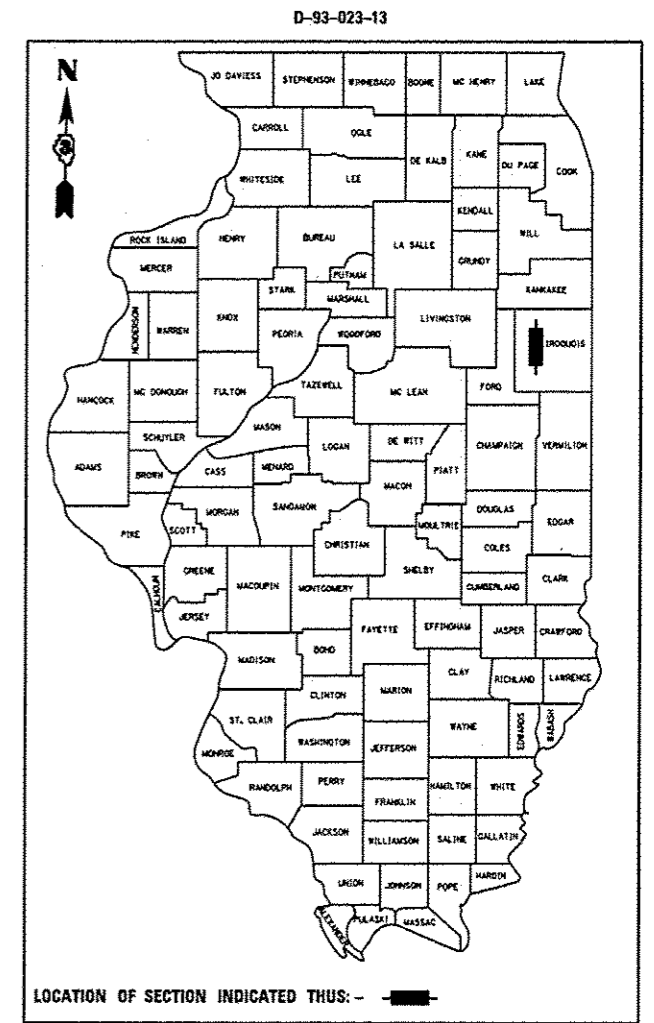 D-93-023-13
N
3
JO DAVIESS STEPHENSON WINNEBAGO BOONE MC HENRY LAKE
CARROLL OGLE DE KALB KANE DU PAGE COOK
WHITESIDE LEE KENDALL WILL
ROCK ISLAND HENRY BUREAU LA SALLE GRUNDY
MERCER PUTNAM KANKAKEE
STARK MARSHALL LIVINGSTON
HENDERSON WARREN KNOX PEORIA WOODFORD IROQUOIS
HANCOCK MC DONOUGH FULTON TAZEWELL MC LEAN FORD
MASON
SCHUYLER LOGAN DE WITT CHAMPAIGN VERMILION
ADAMS BROWN CASS MENARD MACON PIATT
PIKE SCOTT MORGAN SANGAMON MOULTRIE DOUGLAS EDGAR
CHRISTIAN COLES
CALHOUN GREENE MACOUPIN MONTGOMERY SHELBY CUMBERLAND CLARK
JERSEY
FAYETTE EFFINGHAM JASPER CRAWFORD
MADISON BOND
CLINTON MARION CLAY RICHLAND LAWRENCE
ST. CLAIR WAYNE EDWARDS WABASH
MONROE WASHINGTON JEFFERSON
RANDOLPH PERRY HAMILTON WHITE
FRANKLIN
JACKSON WILLIAMSON SALINE GALLATIN
UNION JOHNSON POPE HARDIN
ALEXANDER PULASKI MASSAC
LOCATION OF SECTION INDICATED THUS: -